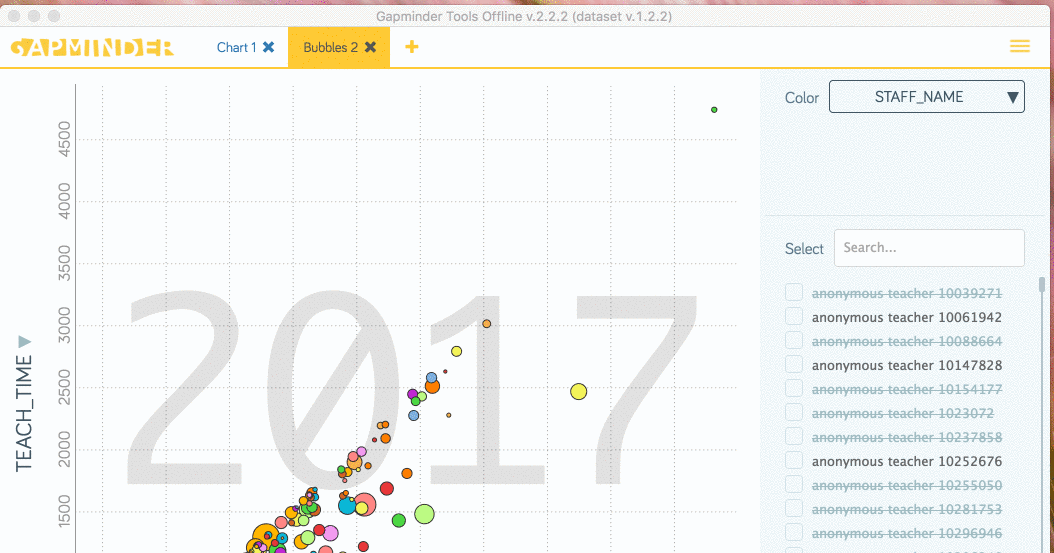 Gapminder Tools Offline v.2.2.2 (dataset v.1.2.2)
GAPMINDER
Chart 1 ✖
Bubbles 2 ✖
+
Color
STAFF_NAME ▼
Select
Search...
anonymous teacher 10039271
anonymous teacher 10061942
anonymous teacher 10088664
anonymous teacher 10147828
anonymous teacher 10154177
anonymous teacher 1023072
anonymous teacher 10237858
anonymous teacher 10252676
anonymous teacher 10255050
anonymous teacher 10281753
anonymous teacher 10296946
TEACH_TIME
4500
4000
3500
3000
2500
2000
1500
2017